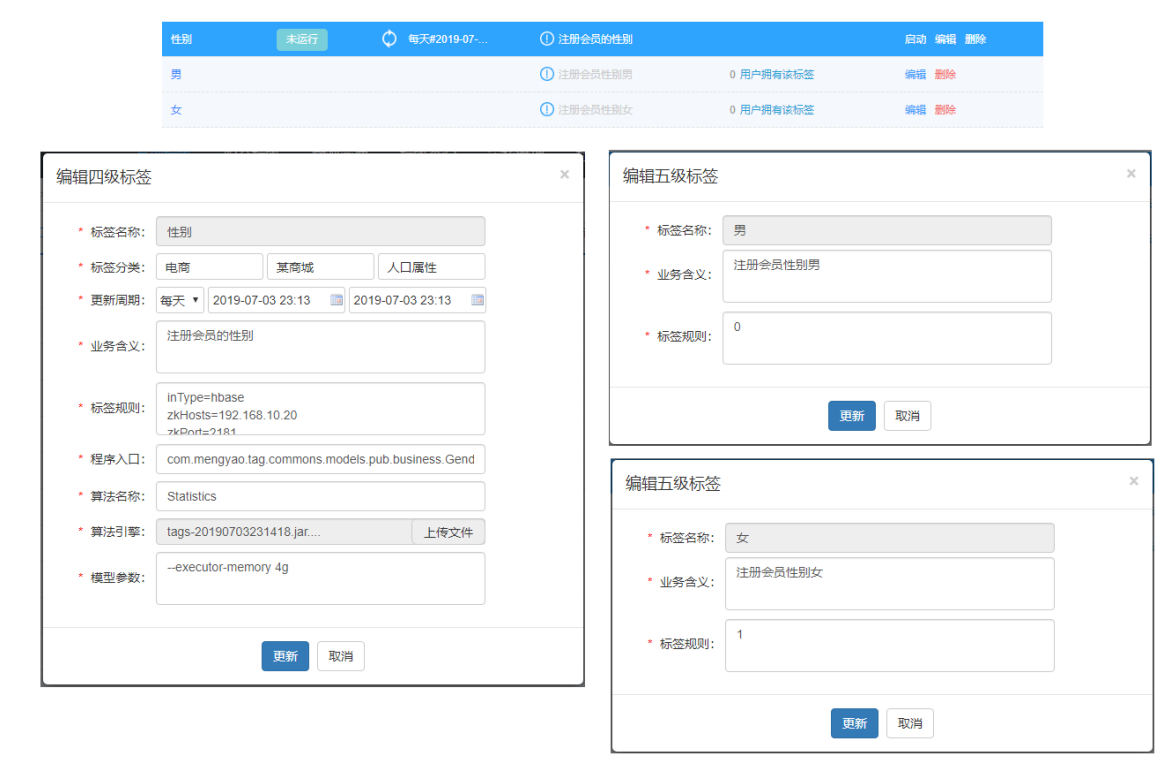 性别 未运行 每天#2019-07-... 注册会员的性别 启动 编辑 删除
男 注册会员性别男 0 用户拥有该标签 编辑 删除
女 注册会员性别女 0 用户拥有该标签 编辑 删除
编辑四级标签 ×
* 标签名称: 性别
* 标签分类: 电商 某商城 人口属性
* 更新周期: 每天 2019-07-03 23:13 2019-07-03 23:13
* 业务含义: 注册会员的性别
* 标签规则: inType=hbase
zkHosts=192.168.10.20
zkPort=2181
* 程序入口: com.mengyao.tag.commons.models.pub.business.Gend
* 算法名称: Statistics
* 算法引擎: tags-20190703231418.jar.... 上传文件
* 模型参数: --executor-memory 4g
更新 取消
编辑五级标签 ×
* 标签名称: 男
* 业务含义: 注册会员性别男
* 标签规则: 0
更新 取消
编辑五级标签 ×
* 标签名称: 女
* 业务含义: 注册会员性别女
* 标签规则: 1
更新 取消